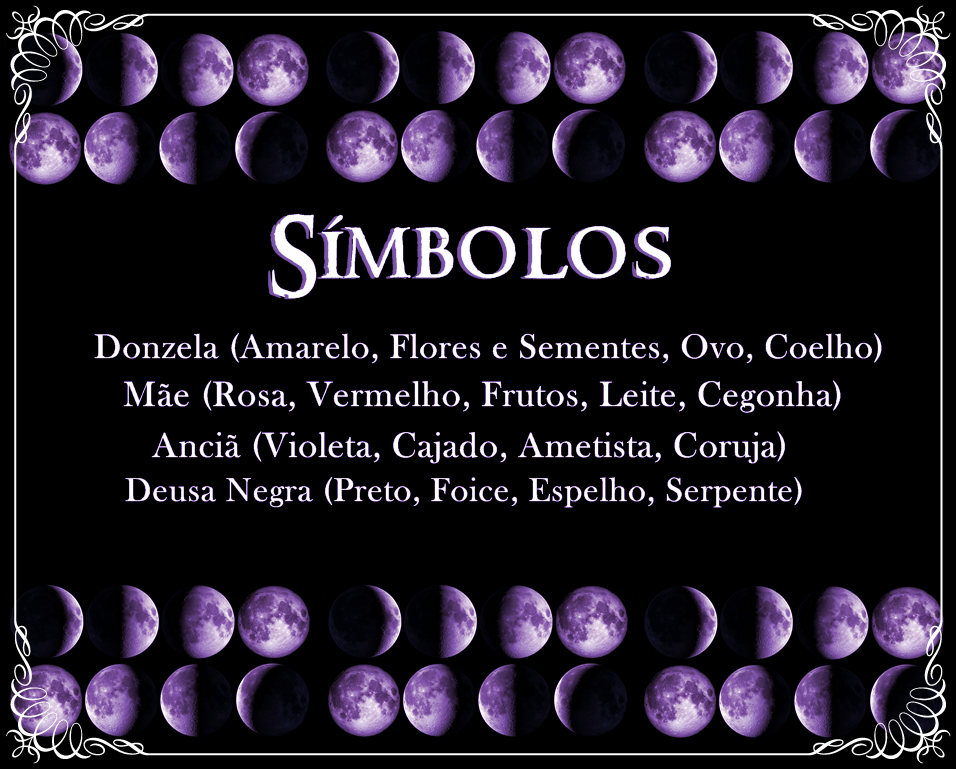 Símbolos
Donzela (Amarelo, Flores e Sementes, Ovo, Coelho)
Mãe (Rosa, Vermelho, Frutos, Leite, Cegonha)
Anciã (Violeta, Cajado, Ametista, Coruja)
Deusa Negra (Preto, Foice, Espelho, Serpente)